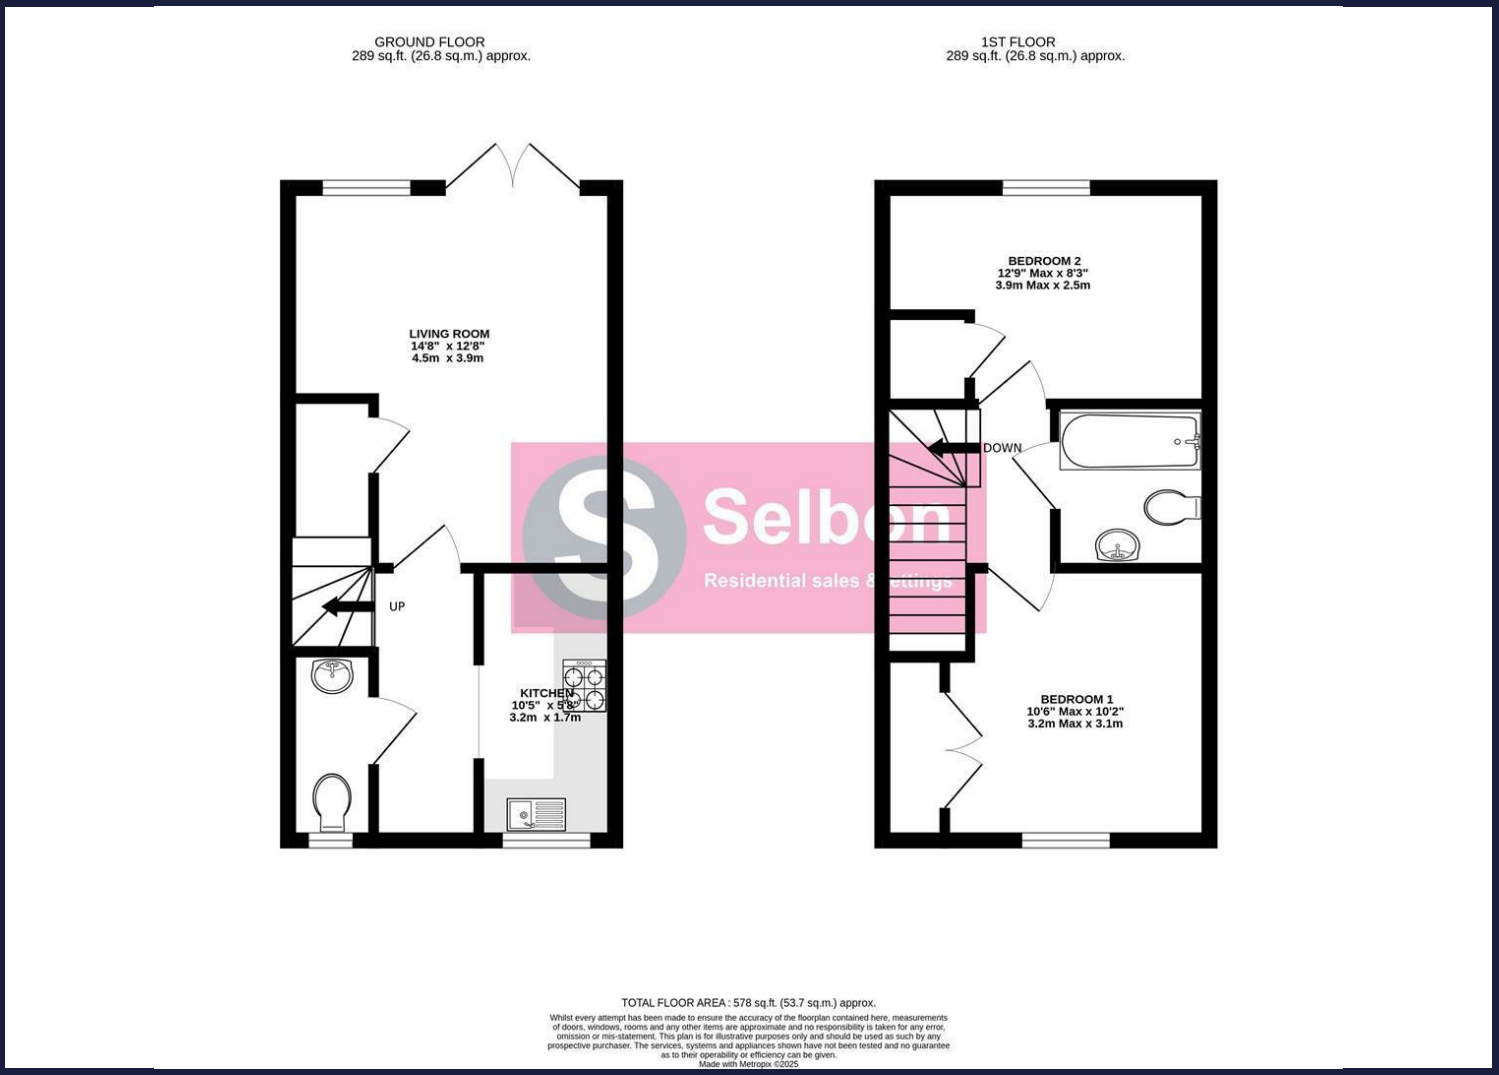 GROUND FLOOR
289 sq.ft. (26.8 sq.m.) approx.
1ST FLOOR
289 sq.ft. (26.8 sq.m.) approx.
LIVING ROOM
14'8" x 12'8"
4.5m x 3.9m
UP
KITCHEN
10'5" x 5'8"
3.2m x 1.7m
S
Selbon
Residential sales & lettings
BEDROOM 2
12'9" Max x 8'3"
3.9m Max x 2.5m
DOWN
BEDROOM 1
10'6" Max x 10'2"
3.2m Max x 3.1m
TOTAL FLOOR AREA : 578 sq.ft. (53.7 sq.m.) approx.
Whilst every attempt has been made to ensure the accuracy of the floorplan contained here, measurements
of doors, windows, rooms and any other items are approximate and no responsibility is taken for any error,
omission or mis-statement. This plan is for illustrative purposes only and should be used as such by any
prospective purchaser. The services, systems and appliances shown have not been tested and no guarantee
as to their operability or efficiency can be given.
Made with Metropix ©2025